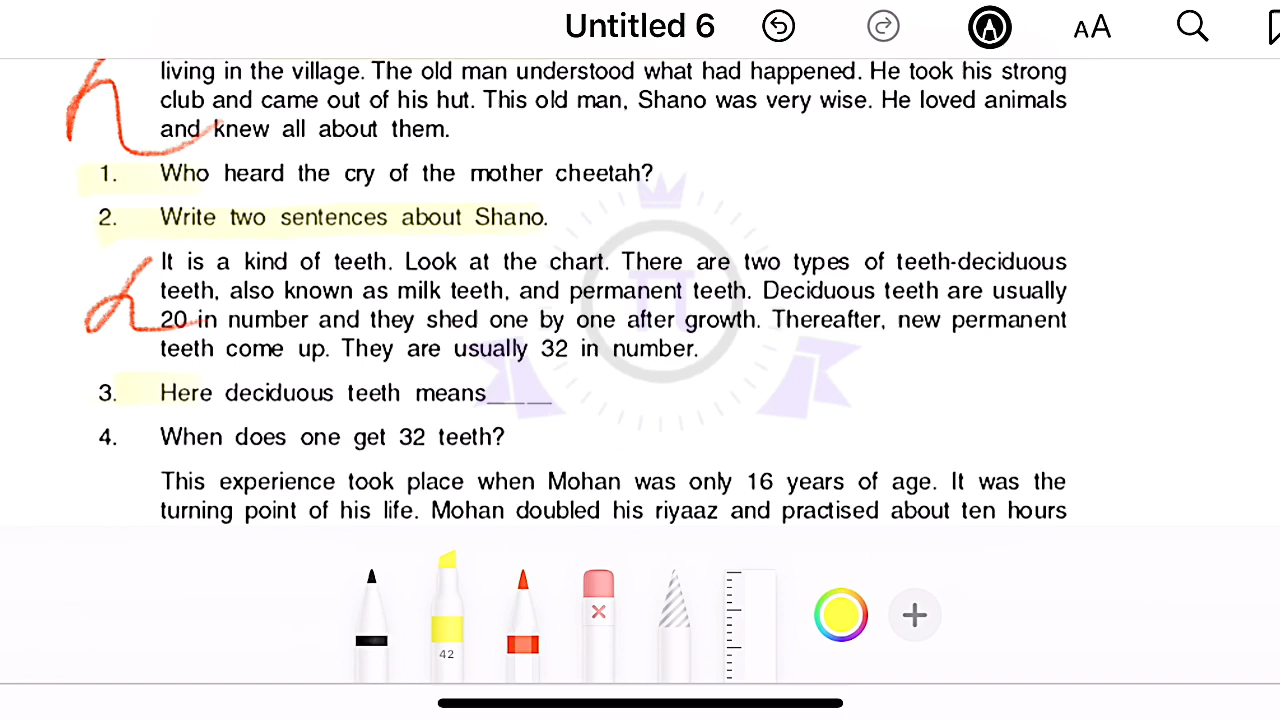 Untitled 6
AA
living in the village. The old man understood what had happened. He took his strong
club and came out of his hut. This old man, Shano was very wise. He loved animals
and knew all about them.
1. Who heard the cry of the mother cheetah?
2. Write two sentences about Shano.
It is a kind of teeth. Look at the chart. There are two types of teeth-deciduous
teeth, also known as milk teeth, and permanent teeth. Deciduous teeth are usually
20 in number and they shed one by one after growth. Thereafter, new permanent
teeth come up. They are usually 32 in number.
3. Here deciduous teeth means_____
4. When does one get 32 teeth?
This experience took place when Mohan was only 16 years of age. It was the
turning point of his life. Mohan doubled his riyaaz and practised about ten hours
42